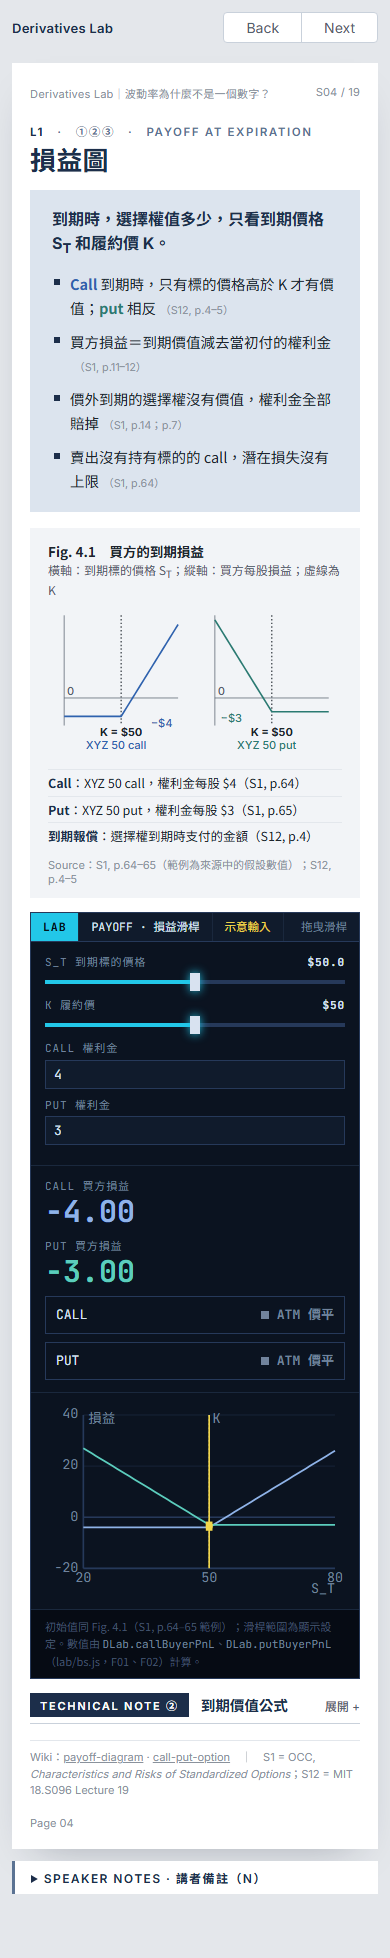 Derivatives Lab
Back
Next
Derivatives Lab｜波動率為什麼不是一個數字？
S04 / 19
L1 · ①②③ · PAYOFF AT EXPIRATION
損益圖
到期時，選擇權值多少，只看到期價格
S_T 和履約價 K。
Call 到期時，只有標的價格高於 K 才有價
值；put 相反 （S12, p.4–5）
買方損益＝到期價值減去當初付的權利金
（S1, p.11–12）
價外到期的選擇權沒有價值，權利金全部
賠掉 （S1, p.14；p.7）
賣出沒有持有標的的 call，潛在損失沒有
上限 （S1, p.64）
Fig. 4.1　買方的到期損益
橫軸：到期標的價格 S_T；縱軸：買方每股損益；虛線為
K
0
−$4
K = $50
XYZ 50 call
0
−$3
K = $50
XYZ 50 put
Call：XYZ 50 call，權利金每股 $4（S1, p.64）
Put：XYZ 50 put，權利金每股 $3（S1, p.65）
到期報償：選擇權到期時支付的金額（S12, p.4）
Source：S1, p.64–65（範例為來源中的假設數值）；S12,
p.4–5
LAB
PAYOFF · 損益滑桿
示意輸入
拖曳滑桿
S_T 到期標的價格
$50.0
K 履約價
$50
CALL 權利金
4
PUT 權利金
3
CALL 買方損益
-4.00
PUT 買方損益
-3.00
CALL
■ ATM 價平
PUT
■ ATM 價平
40
損益
K
20
0
-20
20
50
80
S_T
初始值同 Fig. 4.1（S1, p.64–65 範例）；滑桿範圍為顯示設
定。數值由 DLab.callBuyerPnL、DLab.putBuyerPnL
（lab/bs.js, F01、F02）計算。
TECHNICAL NOTE ②
到期價值公式
展開 +
Wiki：payoff-diagram · call-put-option ｜ S1 = OCC,
Characteristics and Risks of Standardized Options；S12 = MIT
18.S096 Lecture 19
Page 04
▶ SPEAKER NOTES · 講者備註（N）